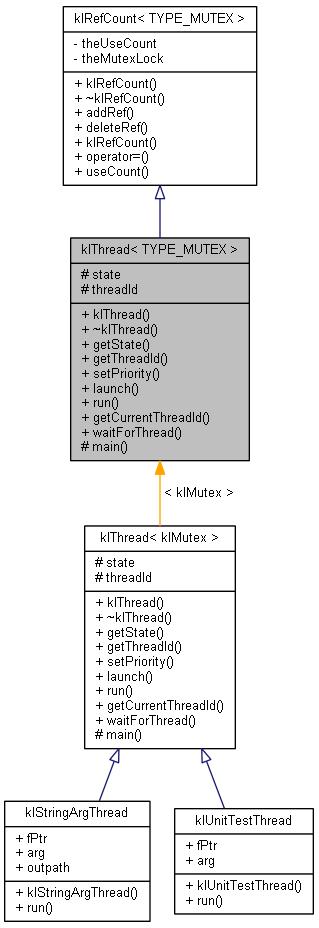 klRefCount< TYPE_MUTEX >
- theUseCount
- theMutexLock
+ klRefCount()
+ ~klRefCount()
+ addRef()
+ deleteRef()
+ klRefCount()
+ operator=()
+ useCount()
klThread< TYPE_MUTEX >
# state
# threadId
+ klThread()
+ ~klThread()
+ getState()
+ getThreadId()
+ setPriority()
+ launch()
+ run()
+ getCurrentThreadId()
+ waitForThread()
# main()
< klMutex >
klThread< klMutex >
# state
# threadId
+ klThread()
+ ~klThread()
+ getState()
+ getThreadId()
+ setPriority()
+ launch()
+ run()
+ getCurrentThreadId()
+ waitForThread()
# main()
klStringArgThread
+ fPtr
+ arg
+ outpath
+ klStringArgThread()
+ run()
klUnitTestThread
+ fPtr
+ arg
+ klUnitTestThread()
+ run()